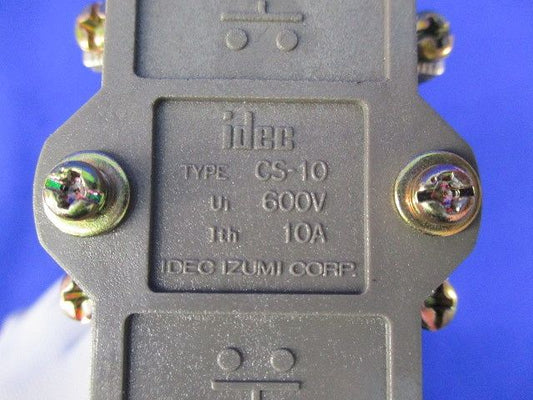 idec
TYPE CS-10
Ui 600V
Ith 10A
IDEC IZUMI CORP.